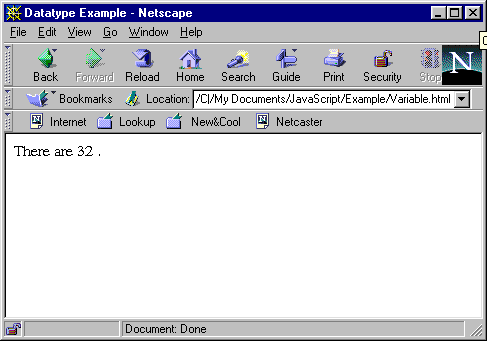 Datatype Example - Netscape
File Edit View Go Window Help
Back Forward Reload Home Search Guide Print Security Stop N
Bookmarks Location: /C|/My Documents/JavaScript/Example/Variable.html
Internet Lookup New&Cool Netcaster
There are 32 .
Document: Done